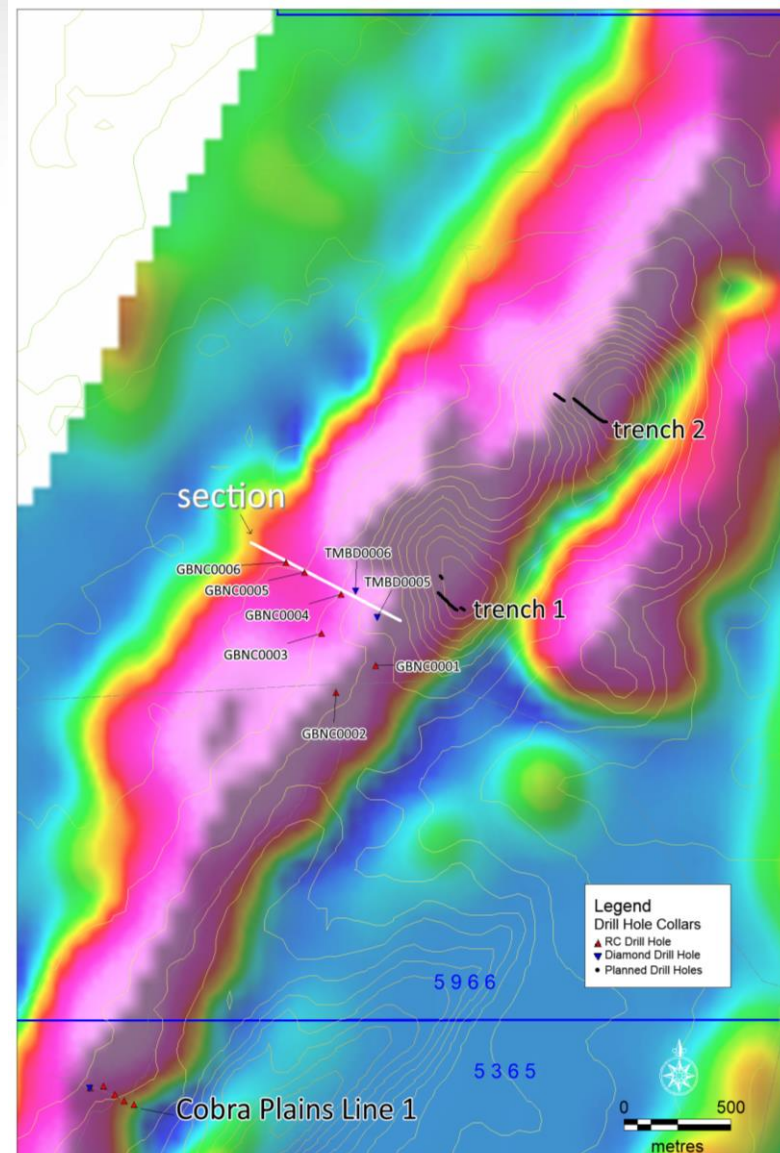 trench 2
section
GBNC0006
TMBD0006
GBNC0005
TMBD0005
GBNC0004
trench 1
GBNC0003
GBNC0001
GBNC0002
Legend
Drill Hole Collars
RC Drill Hole
Diamond Drill Hole
Planned Drill Holes
5966
5365
Cobra Plains Line 1
0 500
metres